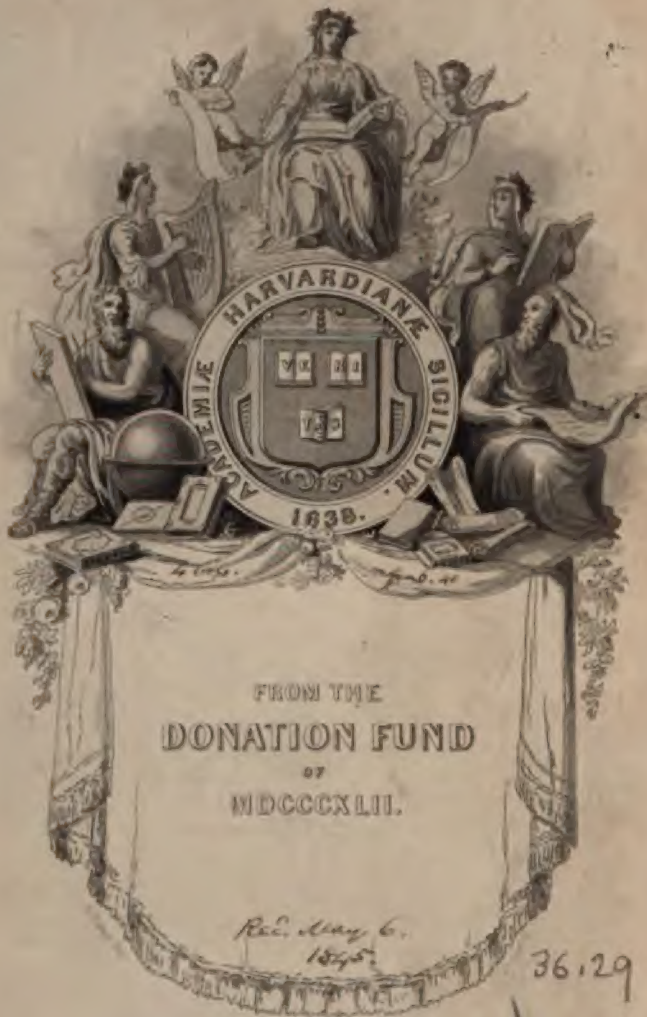 ACADEMIÆ HARVARDIANÆ SIGILLUM.
VE RI
TAS
1638.
FROM THE
DONATION FUND
OF
MDCCCXLII.
Rec. May 6.
1845.
36.29